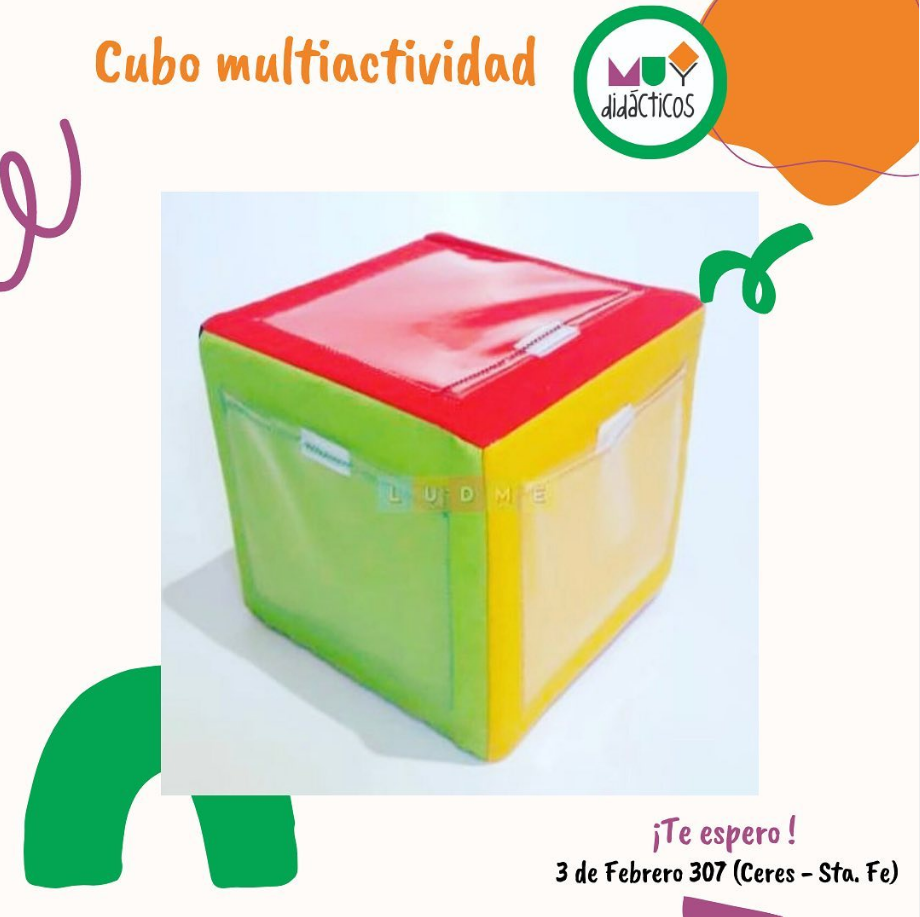 Cubo multiactividad
MUY
didácticos
LUDME
¡Te espero!
3 de Febrero 307 (Ceres - Sta. Fe)